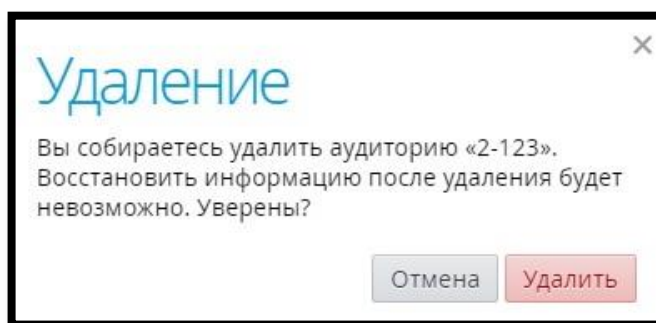 Удаление
Вы собираетесь удалить аудиторию «2-123».
Восстановить информацию после удаления будет
невозможно. Уверены?
Отмена Удалить